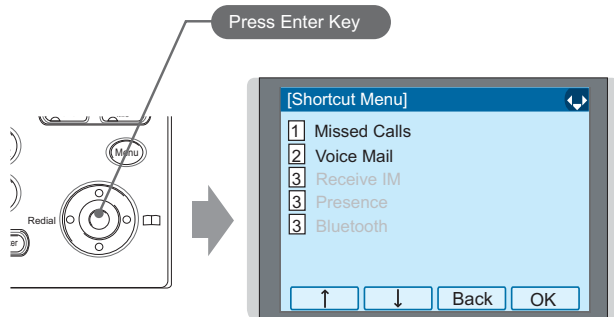 Press Enter Key
Menu
Redial
er
[Shortcut Menu]
1 Missed Calls
2 Voice Mail
3 Receive IM
3 Presence
3 Bluetooth
↑ ↓ Back OK